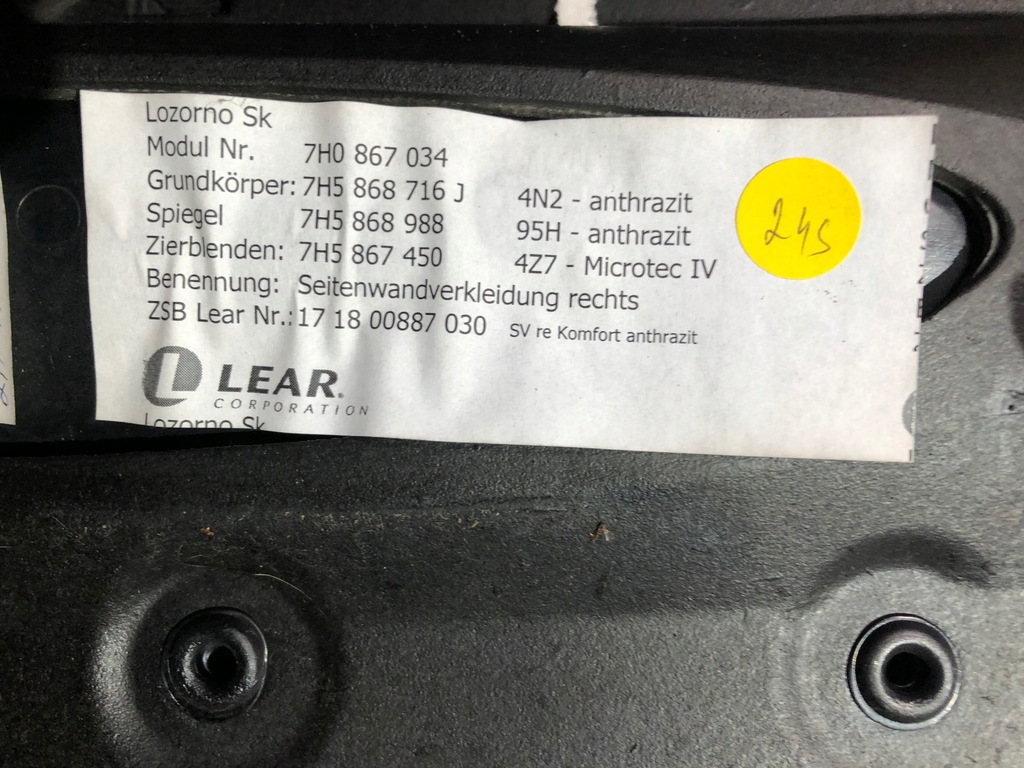 Lozorno Sk
Modul Nr. 7H0 867 034
Grundkörper: 7H5 868 716 J 4N2 - anthrazit
Spiegel 7H5 868 988 95H - anthrazit
Zierblenden: 7H5 867 450 4Z7 - Microtec IV
Benennung: Seitenwandverkleidung rechts
ZSB Lear Nr.: 17 18 00887 030 SV re Komfort anthrazit
L LEAR.
CORPORATION
Lozorno Sk